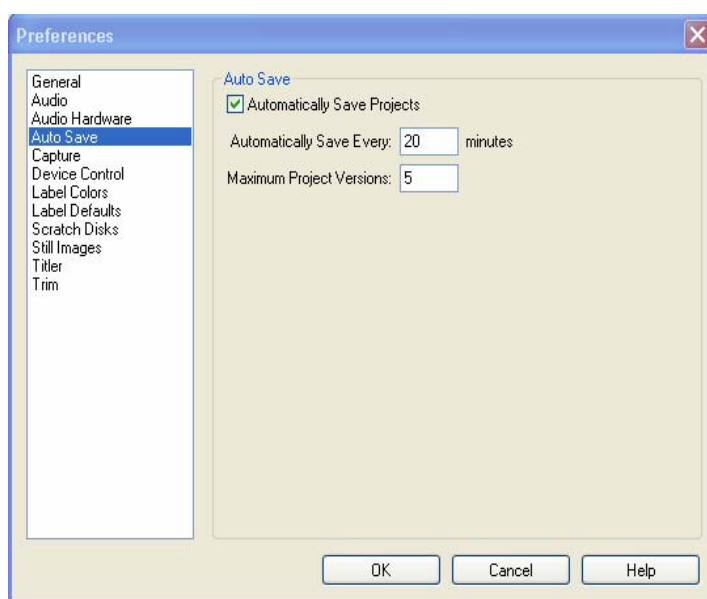 Preferences
General
Audio
Audio Hardware
Auto Save
Capture
Device Control
Label Colors
Label Defaults
Scratch Disks
Still Images
Titler
Trim
Auto Save
Automatically Save Projects
Automatically Save Every: 20 minutes
Maximum Project Versions: 5
OK Cancel Help